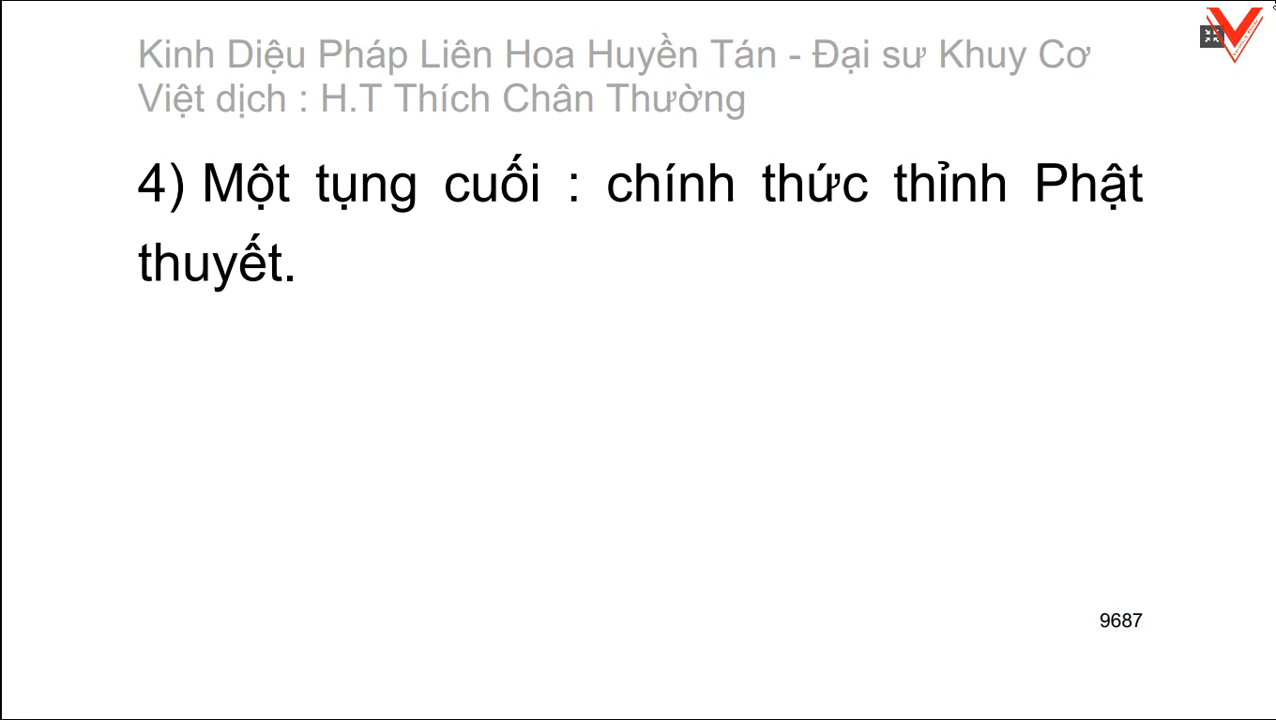 Kinh Diệu Pháp Liên Hoa Huyền Tán - Đại sư Khuy Cơ
Việt dịch : H.T Thích Chân Thường
4) Một tụng cuối : chính thức thỉnh Phật
thuyết.
9687